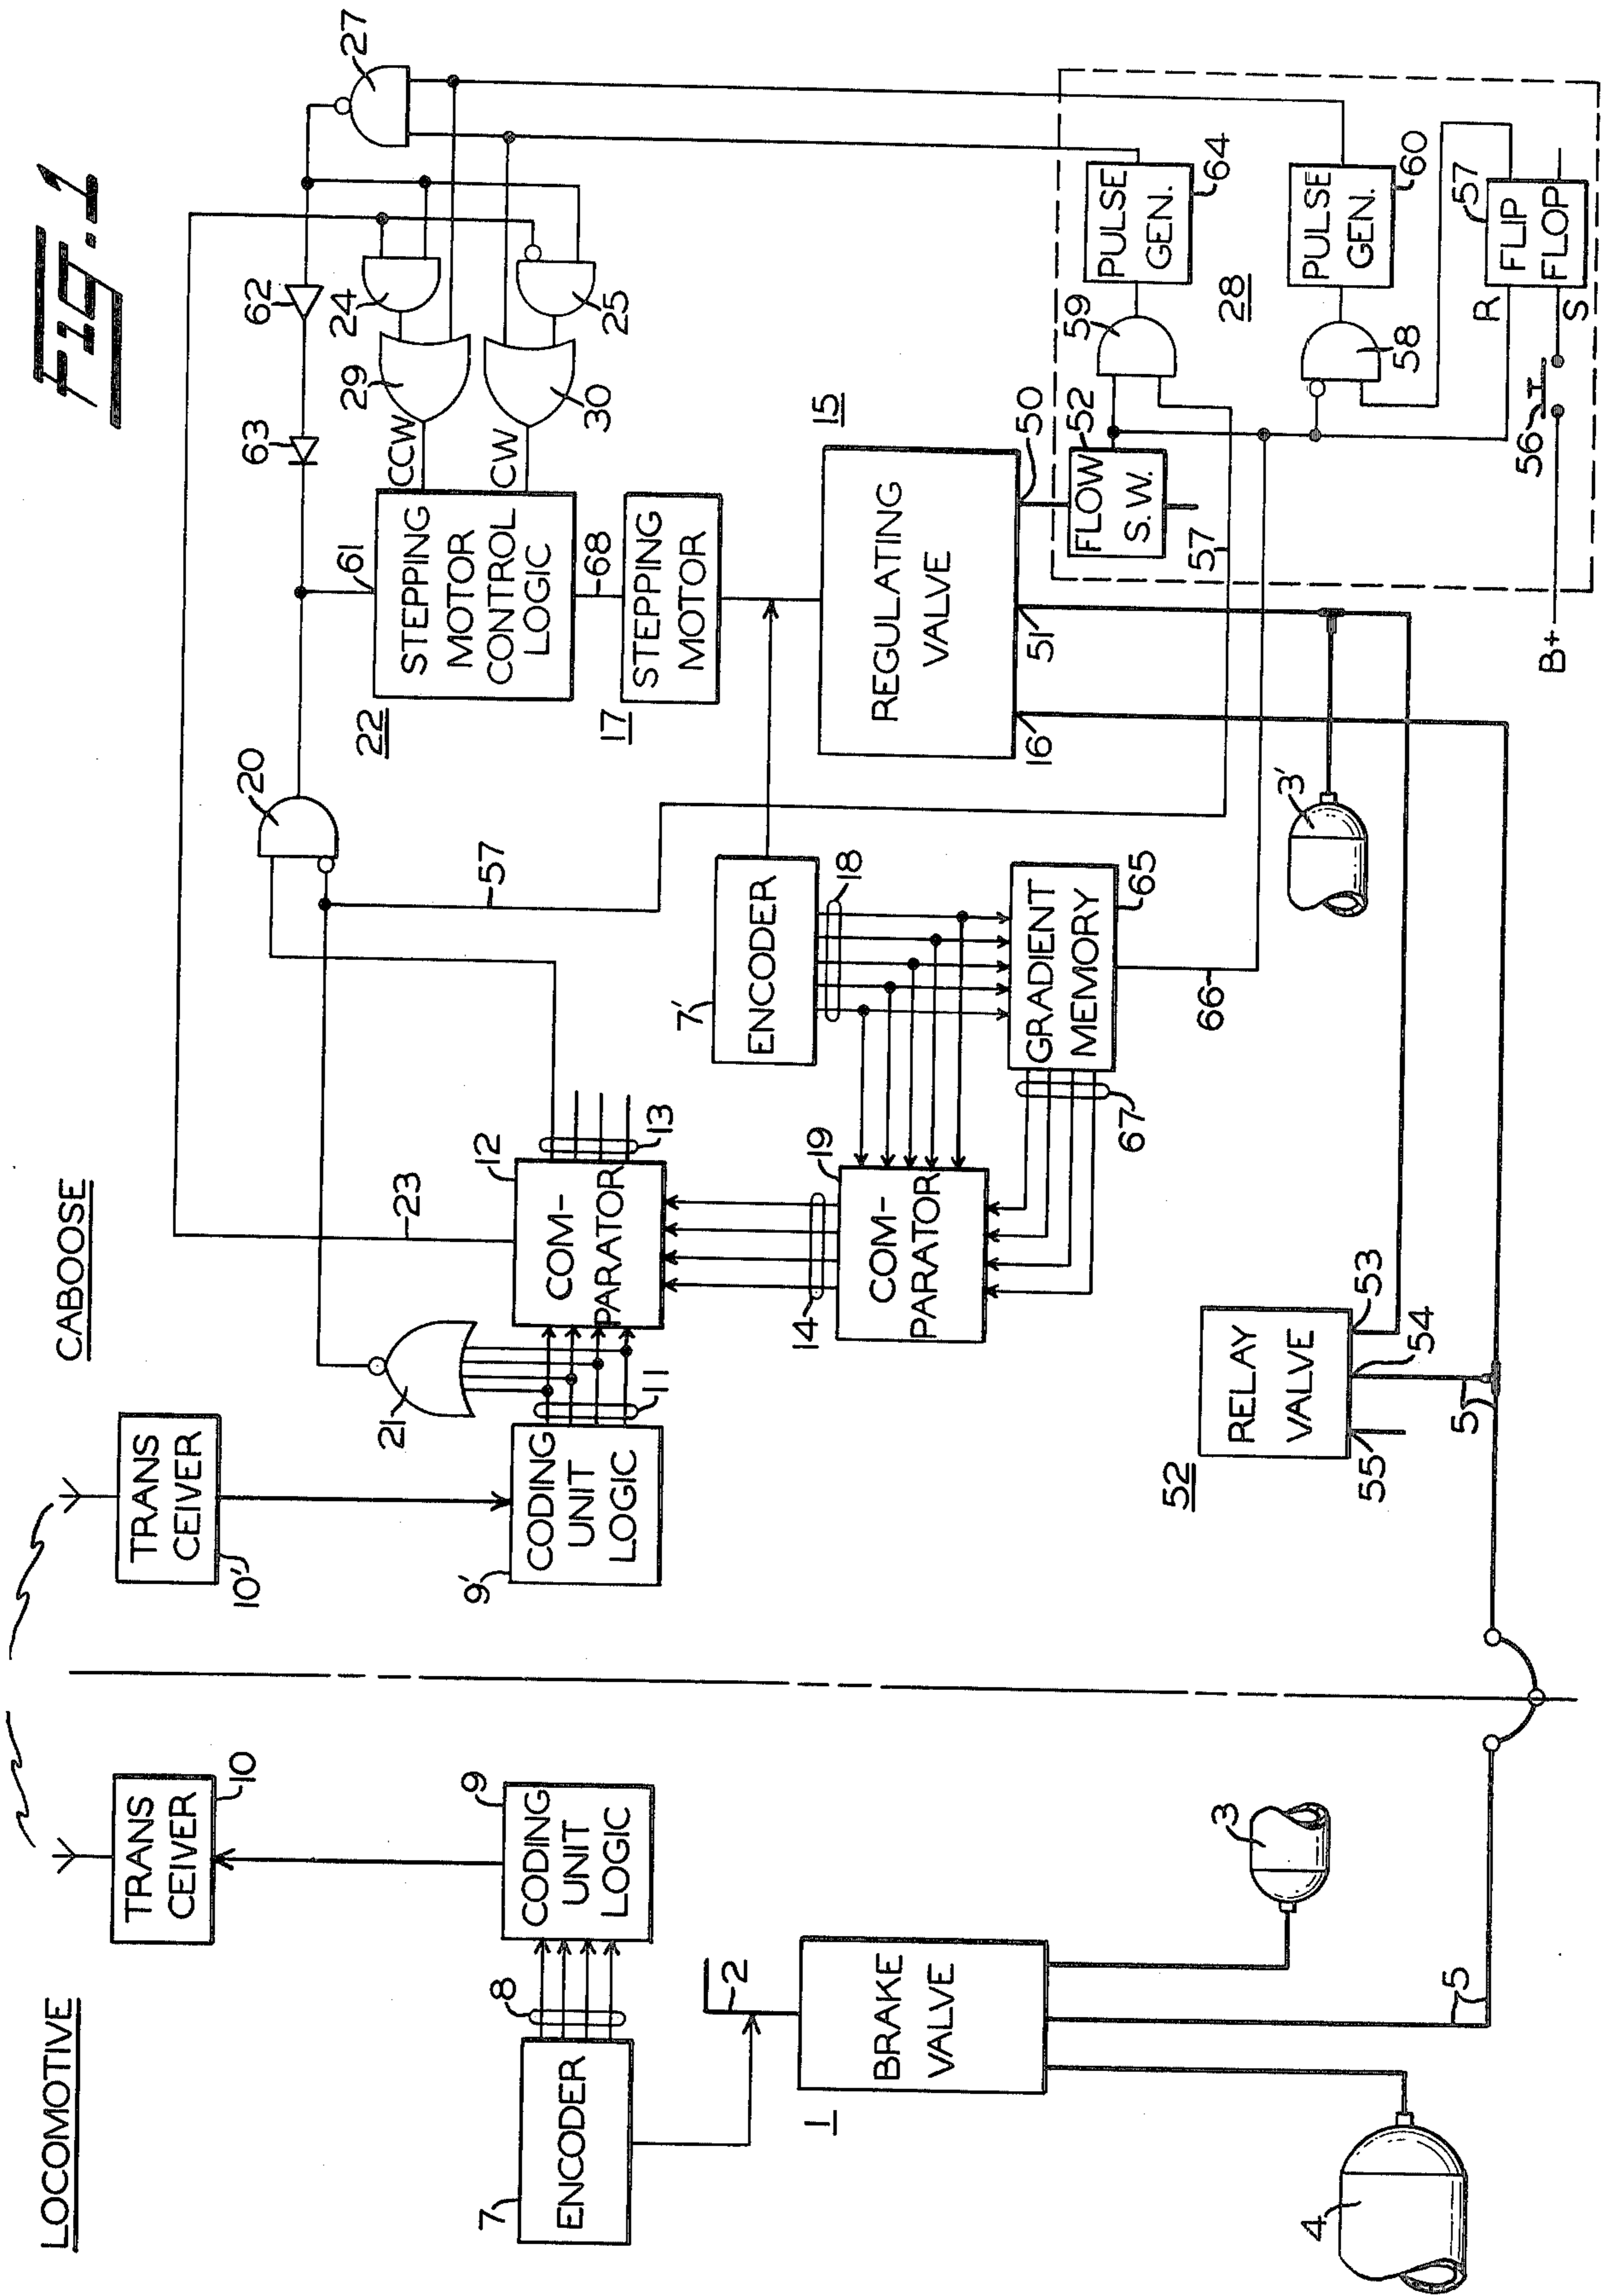 Fig. 1
LOCOMOTIVE
CABOOSE
TRANS
CEIVER
10
TRANS
CEIVER
10'
CODING
UNIT
LOGIC
9
ENCODER
7
8
2
BRAKE
VALVE
1
3
4
5
CODING
UNIT
LOGIC
9'
11
21
COM-
PARATOR
12
13
23
14
COM-
PARATOR
19
ENCODER
7'
18
GRADIENT
MEMORY
65
66
67
20
57
62
63
61
27
24
25
29
30
CCW
CW
STEPPING
MOTOR
CONTROL
LOGIC
22
68
STEPPING
MOTOR
17
REGULATING
VALVE
15
16
51
50
FLOW
S.W.
52
57
59
PULSE
GEN.
64
28
58
PULSE
GEN.
60
FLIP
FLOP
57
R
S
56
B+
3'
RELAY
VALVE
52
53
54
55
5